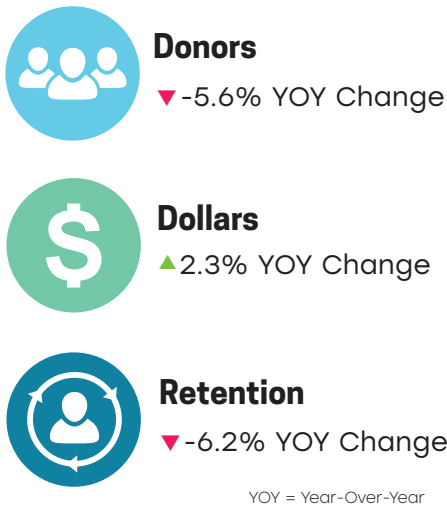 Donors
▼-5.6% YOY Change
$
Dollars
▲2.3% YOY Change
Retention
▼-6.2% YOY Change
YOY = Year-Over-Year